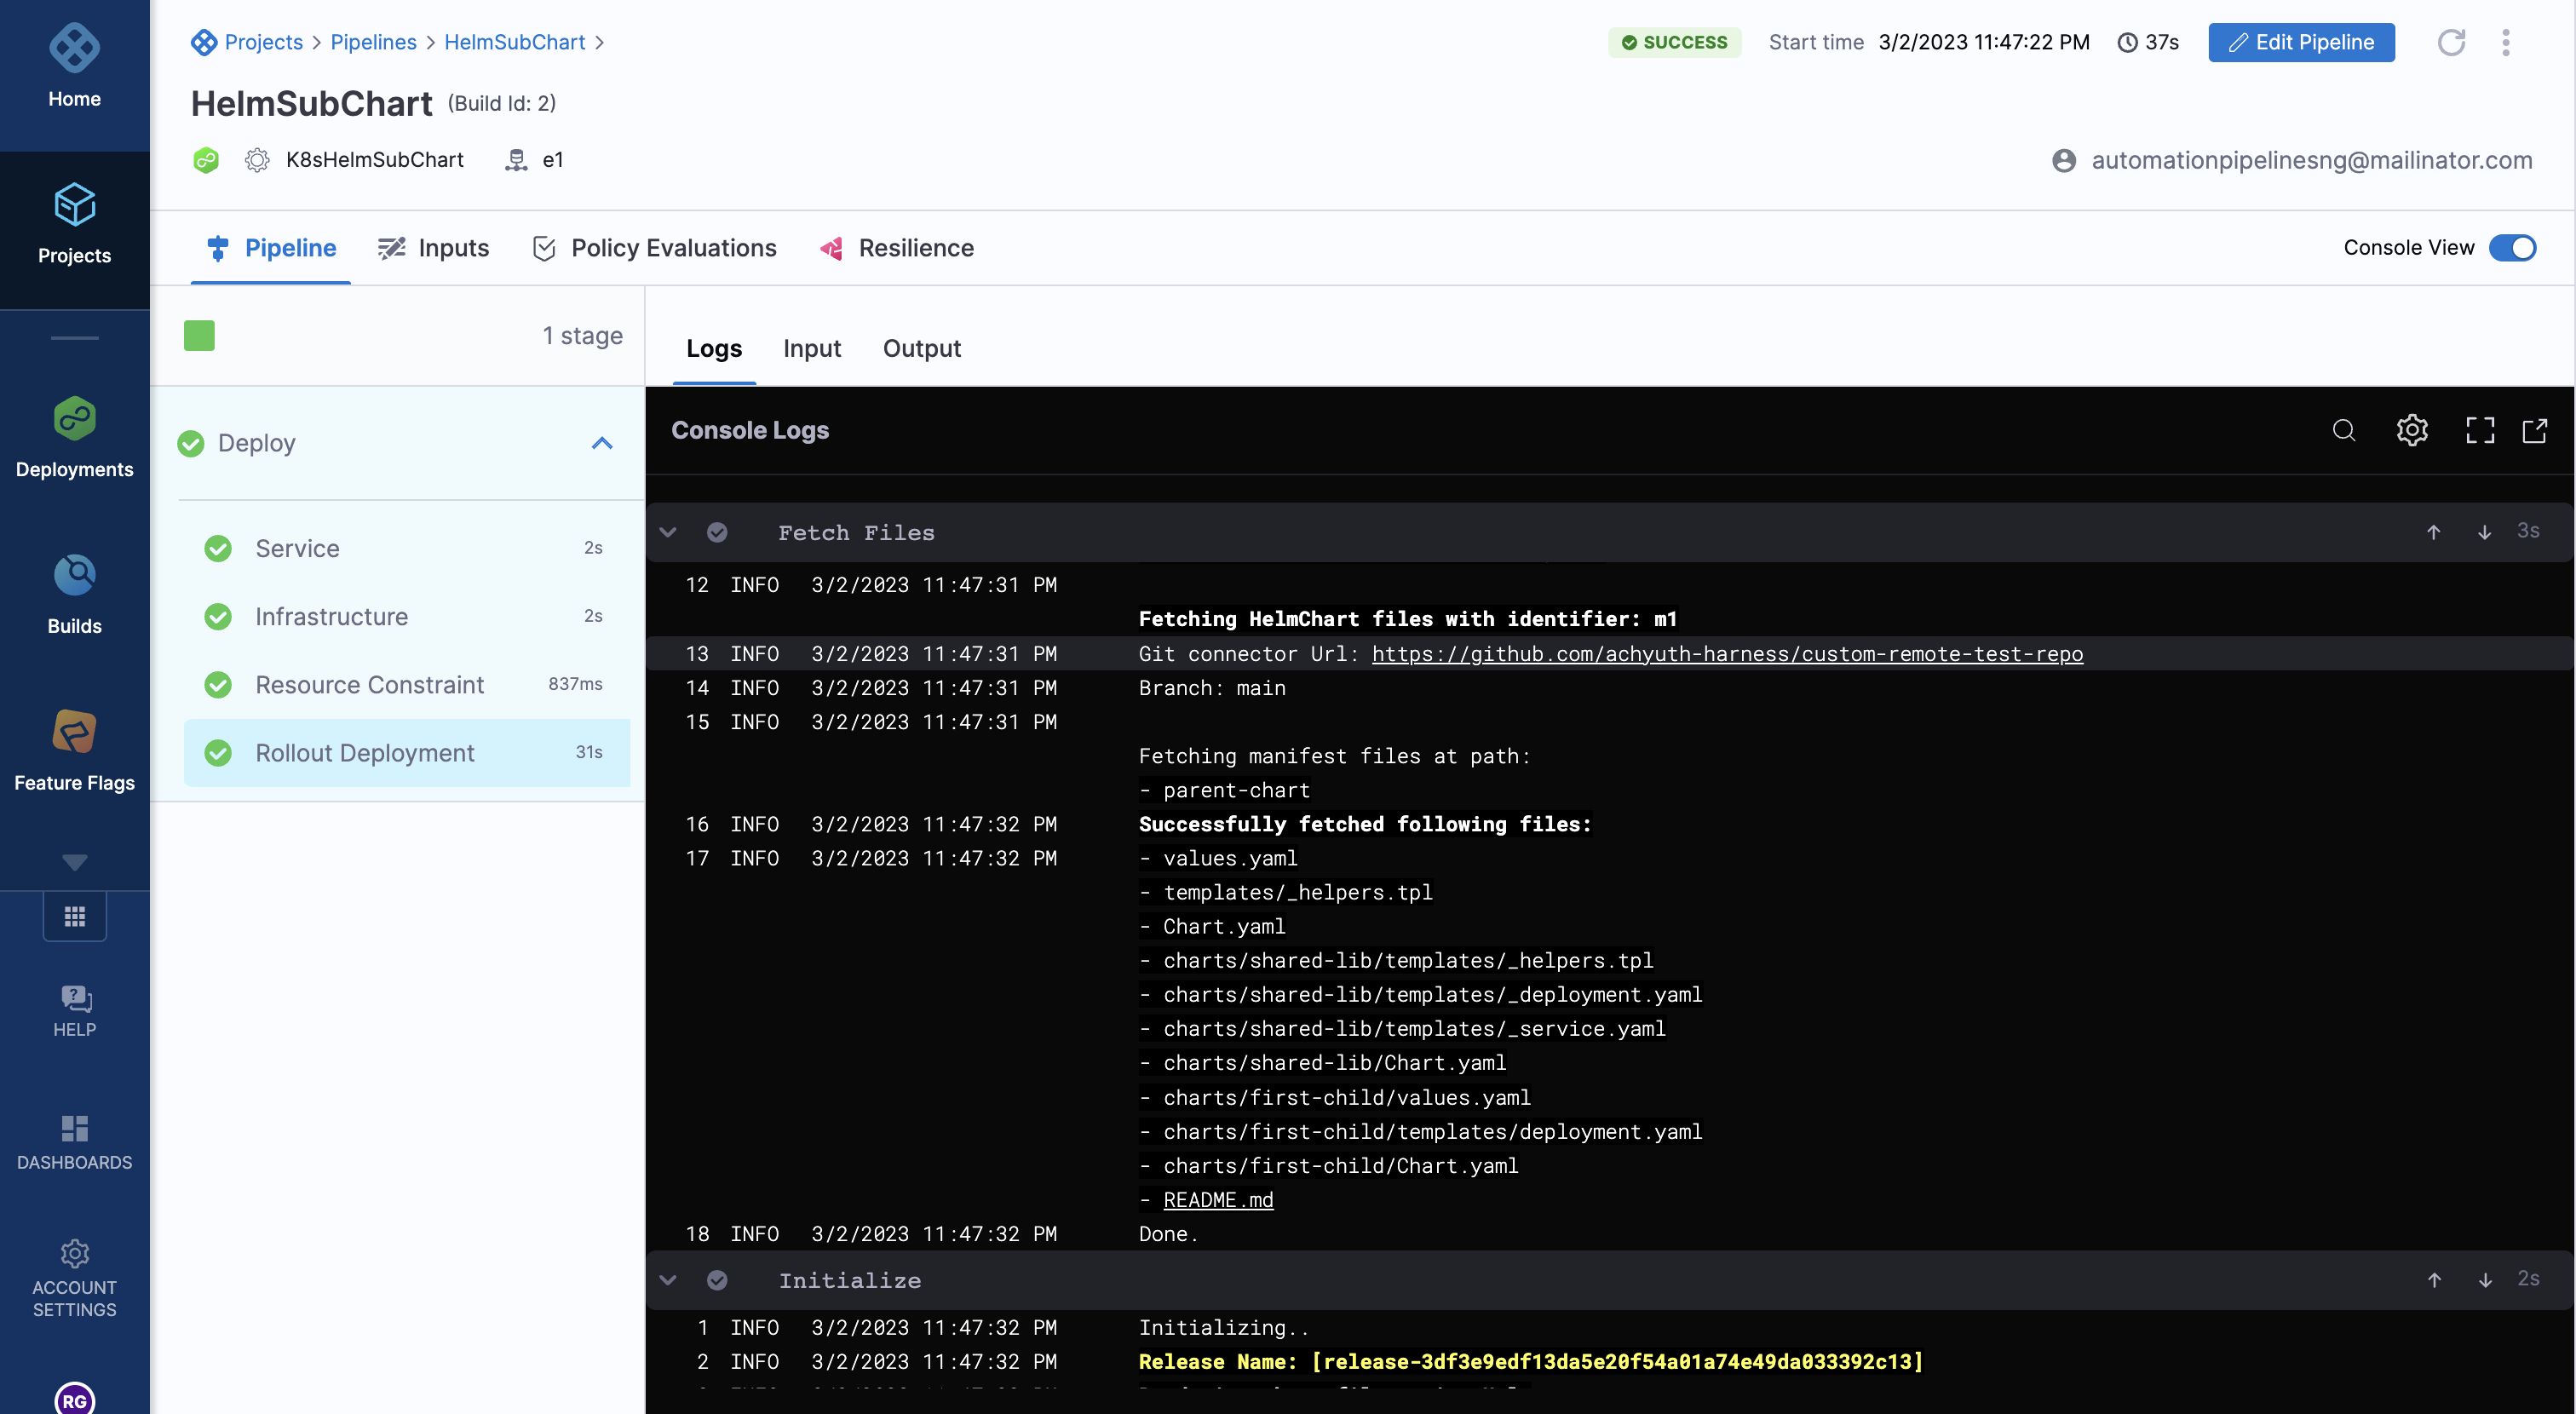 Home
Projects
Deployments
Builds
Feature Flags
HELP
DASHBOARDS
ACCOUNT
SETTINGS
RG
Projects > Pipelines > HelmSubChart >
SUCCESS Start time 3/2/2023 11:47:22 PM 37s Edit Pipeline
HelmSubChart (Build Id: 2)
K8sHelmSubChart e1
automationpipelinesng@mailinator.com
Pipeline Inputs Policy Evaluations Resilience
Console View
1 stage
Deploy
Service 2s
Infrastructure 2s
Resource Constraint 837ms
Rollout Deployment 31s
Logs Input Output
Console Logs
Fetch Files 3s
12 INFO 3/2/2023 11:47:31 PM
Fetching HelmChart files with identifier: m1
13 INFO 3/2/2023 11:47:31 PM Git connector Url: https://github.com/achyuth-harness/custom-remote-test-repo
14 INFO 3/2/2023 11:47:31 PM Branch: main
15 INFO 3/2/2023 11:47:31 PM
Fetching manifest files at path:
- parent-chart
16 INFO 3/2/2023 11:47:32 PM Successfully fetched following files:
17 INFO 3/2/2023 11:47:32 PM - values.yaml
- templates/_helpers.tpl
- Chart.yaml
- charts/shared-lib/templates/_helpers.tpl
- charts/shared-lib/templates/_deployment.yaml
- charts/shared-lib/templates/_service.yaml
- charts/shared-lib/Chart.yaml
- charts/first-child/values.yaml
- charts/first-child/templates/deployment.yaml
- charts/first-child/Chart.yaml
- README.md
18 INFO 3/2/2023 11:47:32 PM Done.
Initialize 2s
1 INFO 3/2/2023 11:47:32 PM Initializing..
2 INFO 3/2/2023 11:47:32 PM Release Name: [release-3df3e9edf13da5e20f54a01a74e49da033392c13]